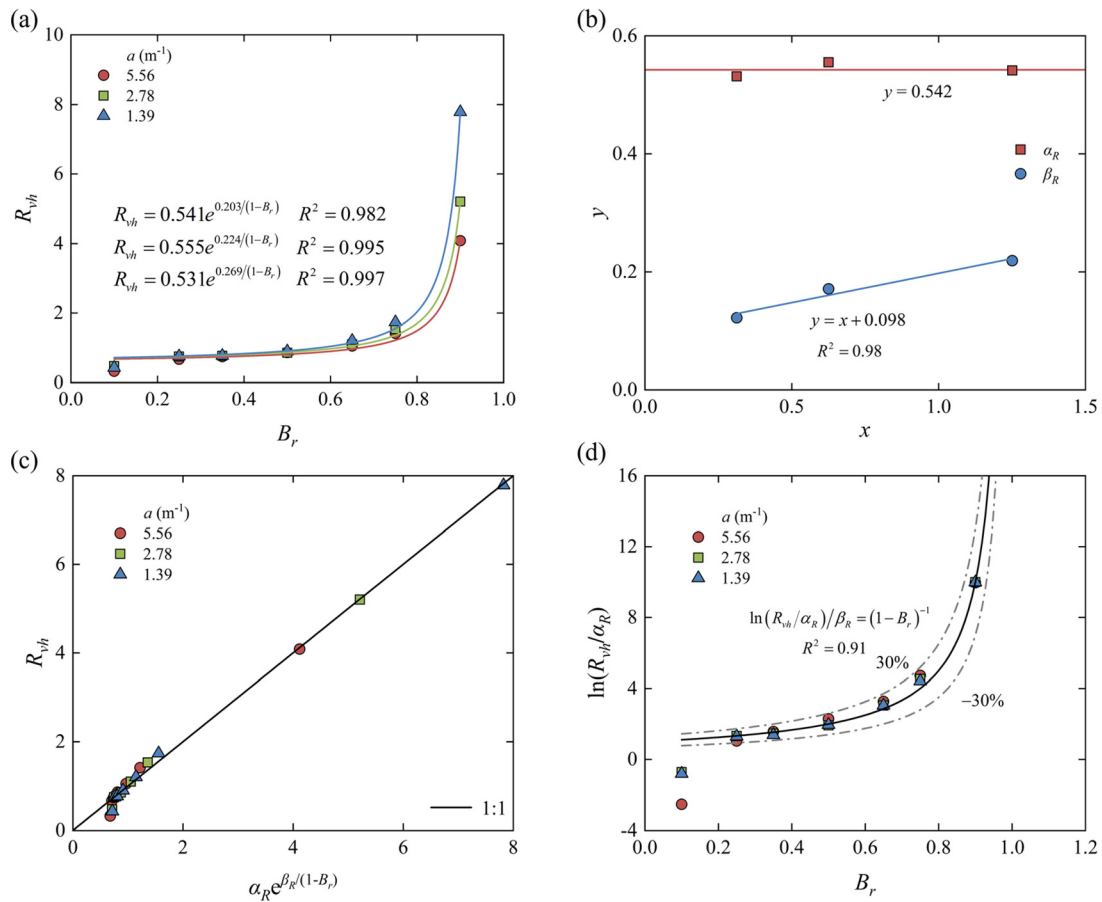 (a)
10
8
6
4
2
0
R_vh
a (m⁻¹)
5.56
2.78
1.39
R_vh = 0.541e^{0.203/(1-B_r)} R² = 0.982
R_vh = 0.555e^{0.224/(1-B_r)} R² = 0.995
R_vh = 0.531e^{0.269/(1-B_r)} R² = 0.997
0.0 0.2 0.4 0.6 0.8 1.0
B_r
(b)
0.6
0.4
0.2
0.0
y
y = 0.542
α_R
β_R
y = x + 0.098
R² = 0.98
0.0 0.5 1.0 1.5
x
(c)
8
6
4
2
0
R_vh
a (m⁻¹)
5.56
2.78
1.39
1:1
0 2 4 6 8
α_R e^{β_R/(1-B_r)}
(d)
16
12
8
4
0
-4
ln(R_vh/α_R)
a (m⁻¹)
5.56
2.78
1.39
ln(R_vh/α_R)/β_R = (1-B_r)⁻¹
R² = 0.91
30%
−30%
0.0 0.2 0.4 0.6 0.8 1.0 1.2
B_r